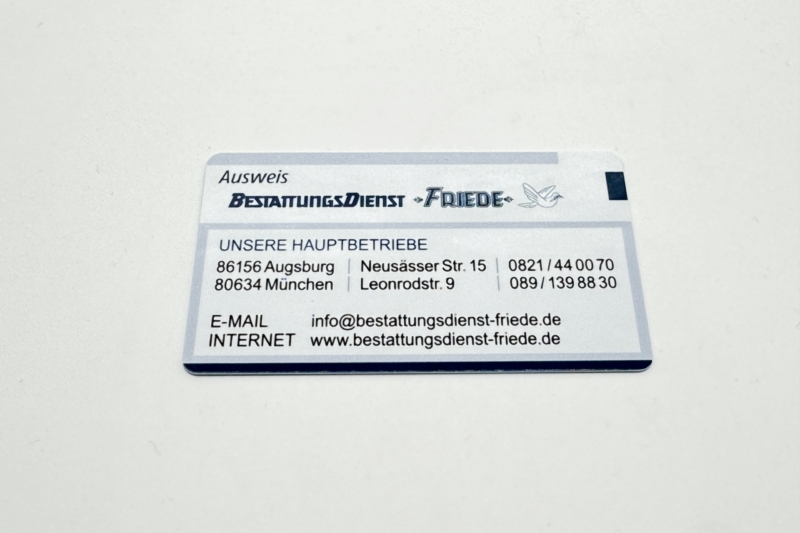 Ausweis
BESTATTUNGSDIENST FRIEDE
UNSERE HAUPTBETRIEBE
86156 Augsburg | Neusässer Str. 15 | 0821/44 00 70
80634 München | Leonrodstr. 9 | 089/139 88 30
E-MAIL info@bestattungsdienst-friede.de
INTERNET www.bestattungsdienst-friede.de